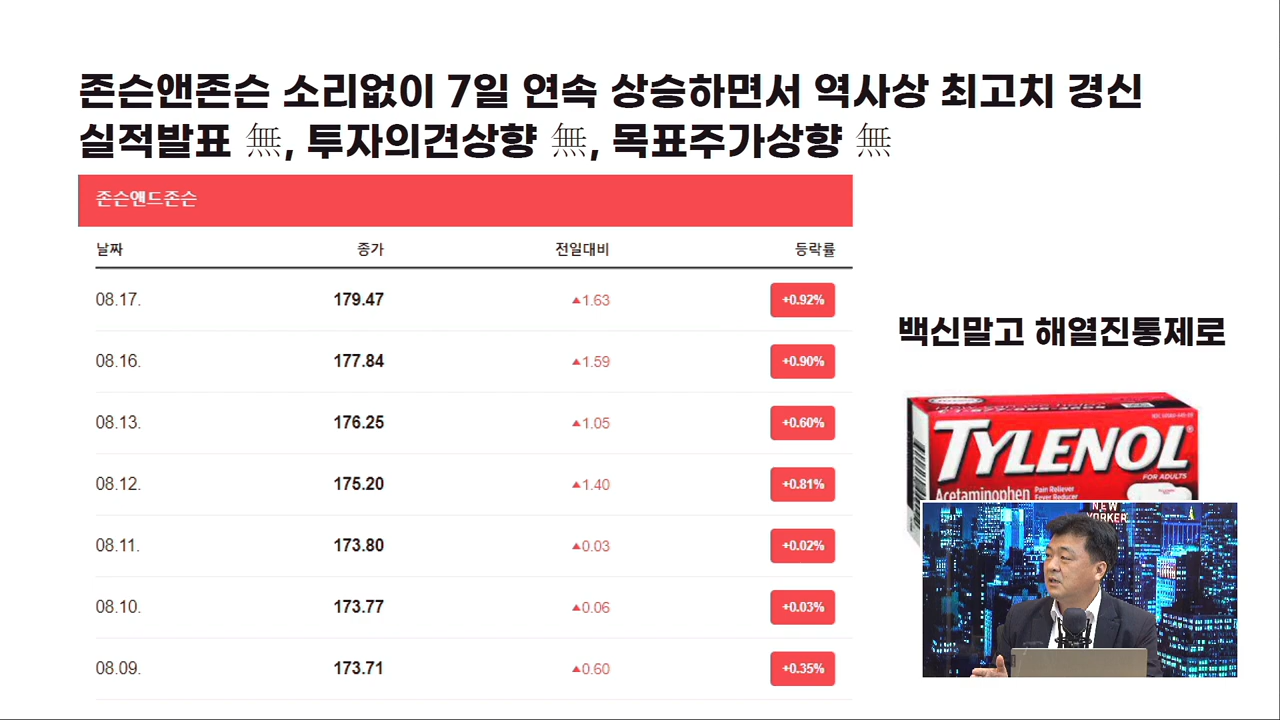 존슨앤존슨 소리없이 7일 연속 상승하면서 역사상 최고치 경신
실적발표 無, 투자의견상향 無, 목표주가상향 無
존슨앤드존슨
날짜 종가 전일대비 등락률
08.17. 179.47 ▲1.63 +0.92%
08.16. 177.84 ▲1.59 +0.90%
08.13. 176.25 ▲1.05 +0.60%
08.12. 175.20 ▲1.40 +0.81%
08.11. 173.80 ▲0.03 +0.02%
08.10. 173.77 ▲0.06 +0.03%
08.09. 173.71 ▲0.60 +0.35%
백신말고 해열진통제로
TYLENOL®
FOR ADULTS
Acetaminophen
Pain Reliever
Fever Reducer
NEW
YORKER